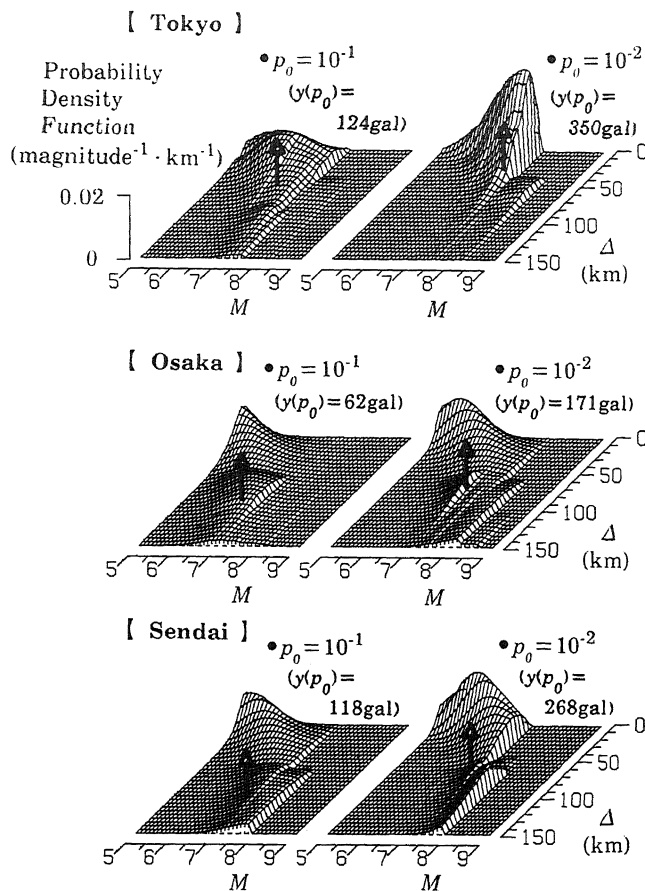 【 Tokyo 】
Probability
Density
Function
(magnitude⁻¹ · km⁻¹)
• p₀ = 10⁻¹
(y(p₀)=
124gal)
• p₀ = 10⁻²
(y(p₀)=
350gal)
0.02
0
5 6 7 8 9
M
5 6 7 8 9
M
0
50
100
150
Δ
(km)
【 Osaka 】
• p₀ = 10⁻¹
(y(p₀)=62gal)
• p₀ = 10⁻²
(y(p₀)=171gal)
5 6 7 8 9
M
5 6 7 8 9
M
0
50
100
150
Δ
(km)
【 Sendai 】
• p₀ = 10⁻¹
(y(p₀)=
118gal)
• p₀ = 10⁻²
(y(p₀)=
268gal)
5 6 7 8 9
M
5 6 7 8 9
M
0
50
100
150
Δ
(km)